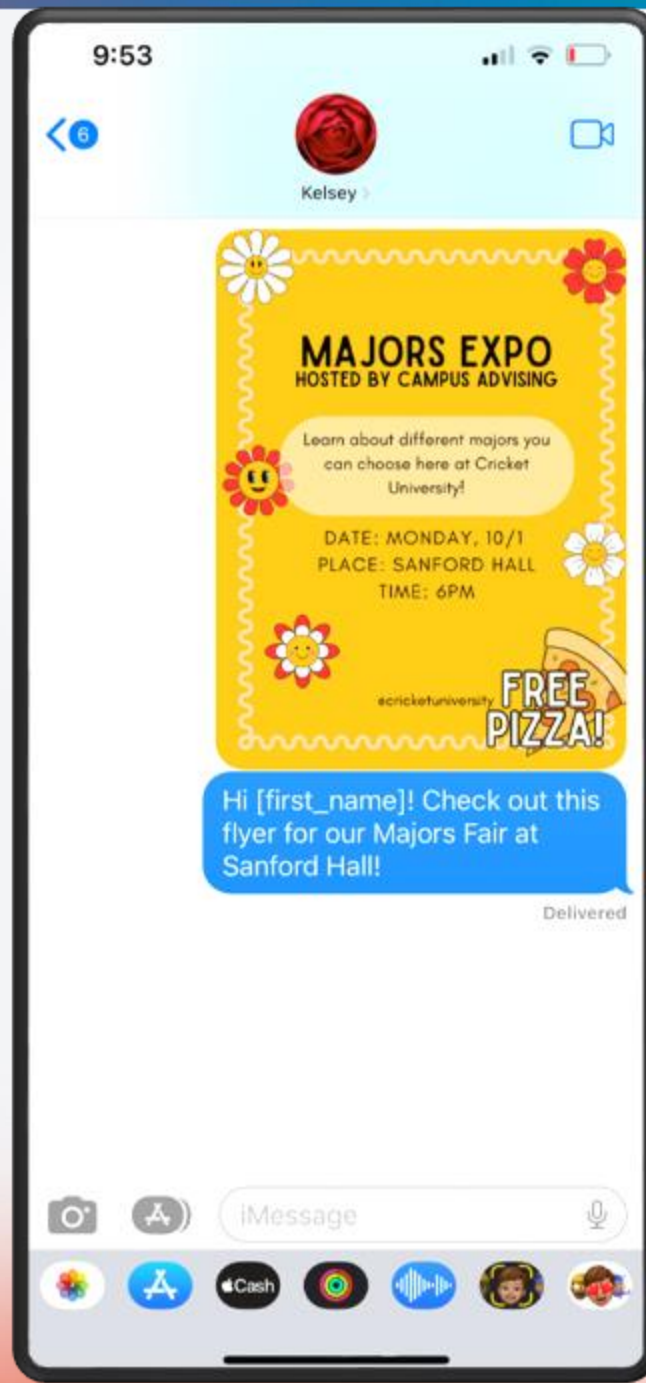 9:53
6
Kelsey
MAJORS EXPO
HOSTED BY CAMPUS ADVISING
Learn about different majors you
can choose here at Cricket
University!
DATE: MONDAY, 10/1
PLACE: SANFORD HALL
TIME: 6PM
@cricketuniversity
FREE
PIZZA!
Hi [first_name]! Check out this
flyer for our Majors Fair at
Sanford Hall!
Delivered
iMessage
Cash